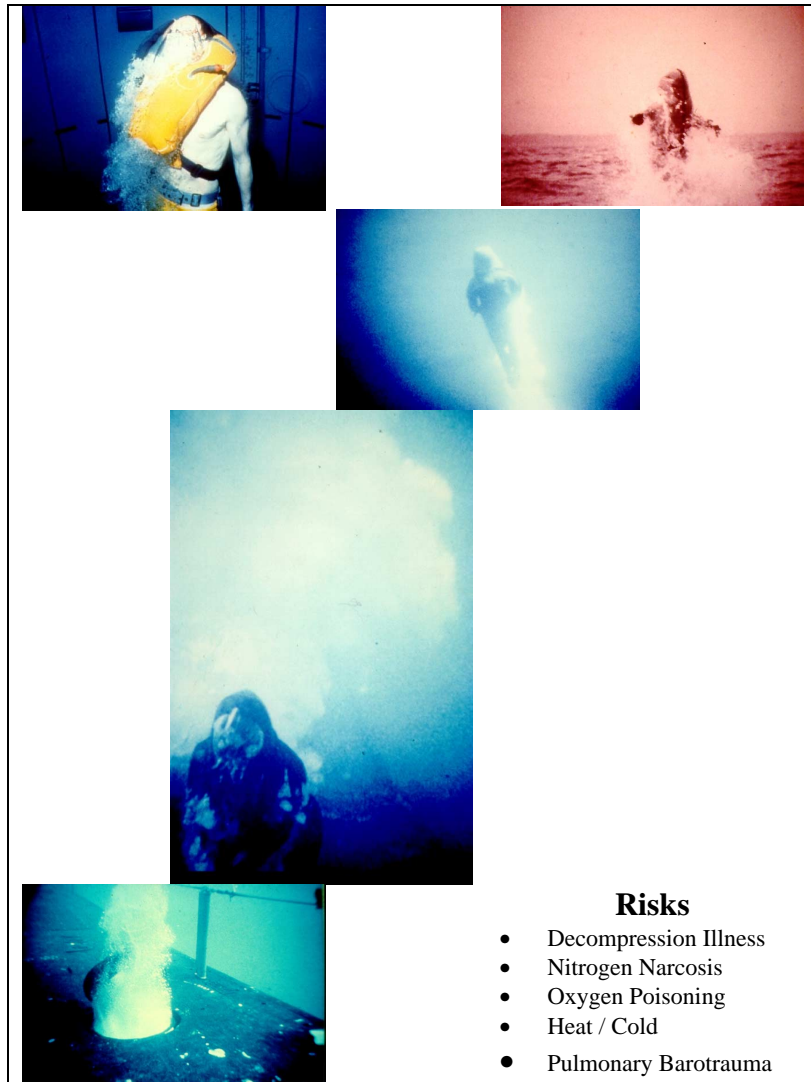 Risks
• Decompression Illness
• Nitrogen Narcosis
• Oxygen Poisoning
• Heat / Cold
• Pulmonary Barotrauma